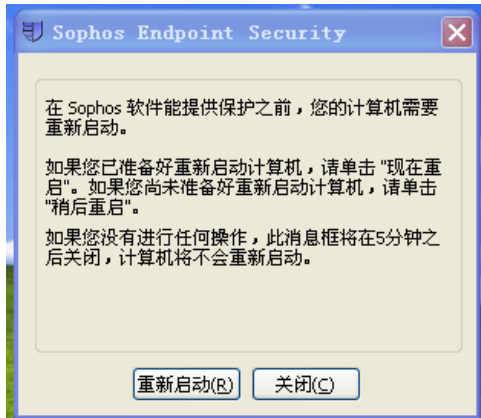 Sophos Endpoint Security
在 Sophos 软件能提供保护之前，您的计算机需要
重新启动。
如果您已准备好重新启动计算机，请单击 "现在重
启"。如果您尚未准备好重新启动计算机，请单击
"稍后重启"。
如果您没有进行任何操作，此消息框将在5分钟之
后关闭，计算机将不会重新启动。
重新启动(R) 关闭(C)